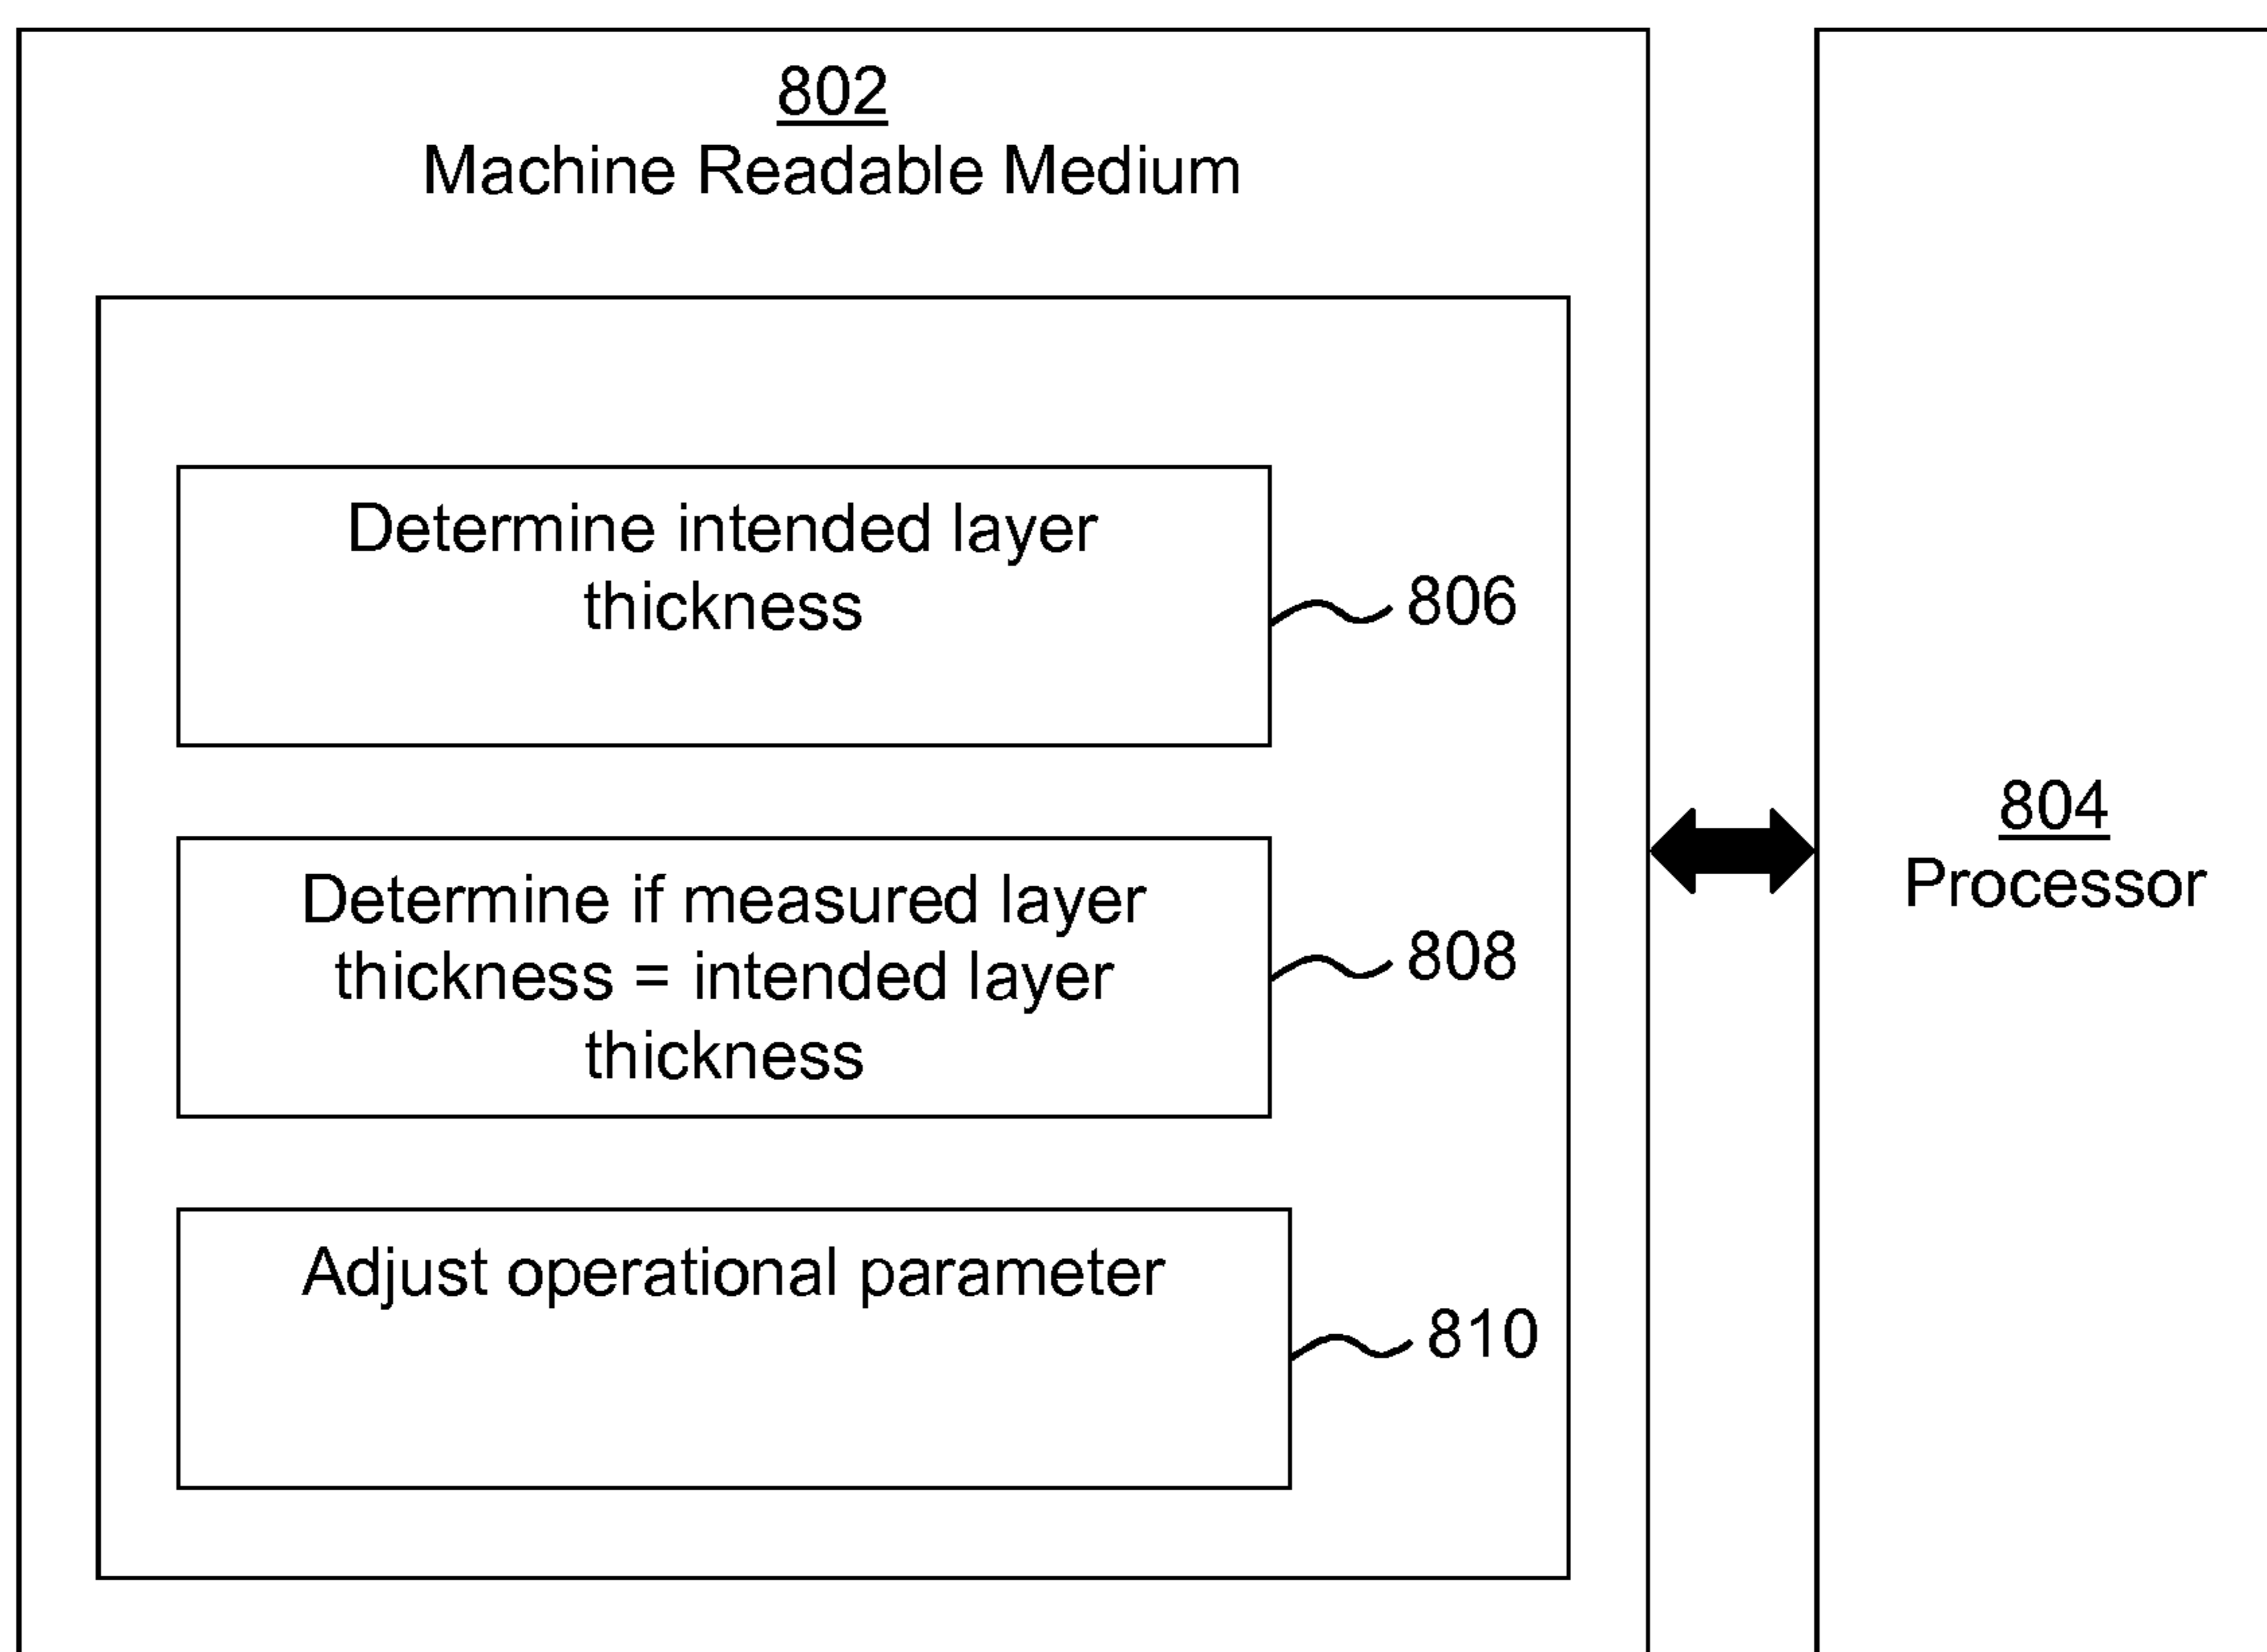 802
Machine Readable Medium
Determine intended layer
thickness
806
Determine if measured layer
thickness = intended layer
thickness
808
Adjust operational parameter
810
804
Processor